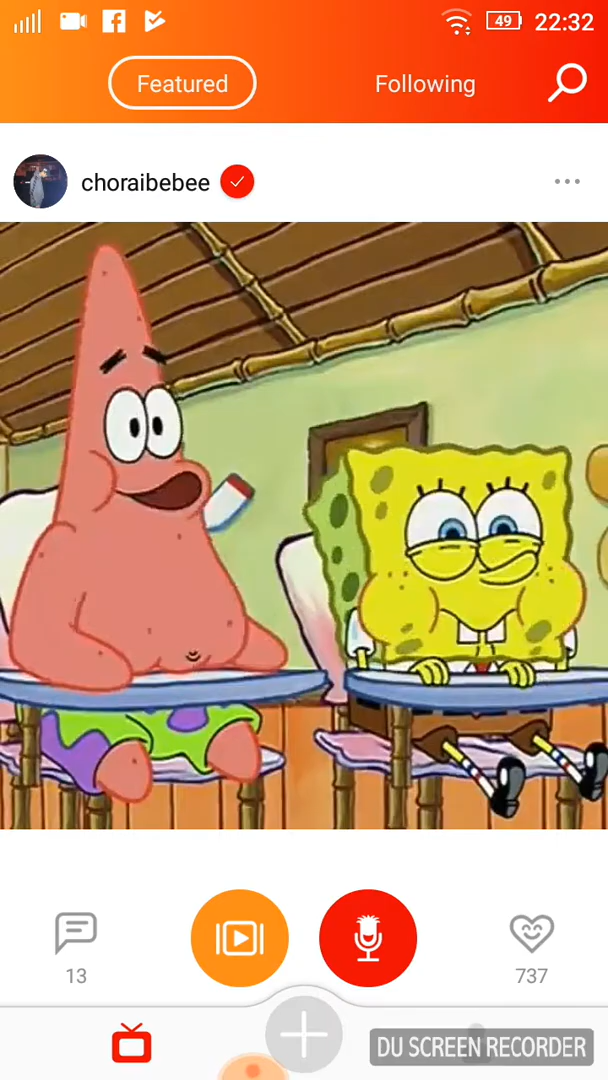 49 22:32
Featured Following
choraibebee
13 737
DU SCREEN RECORDER